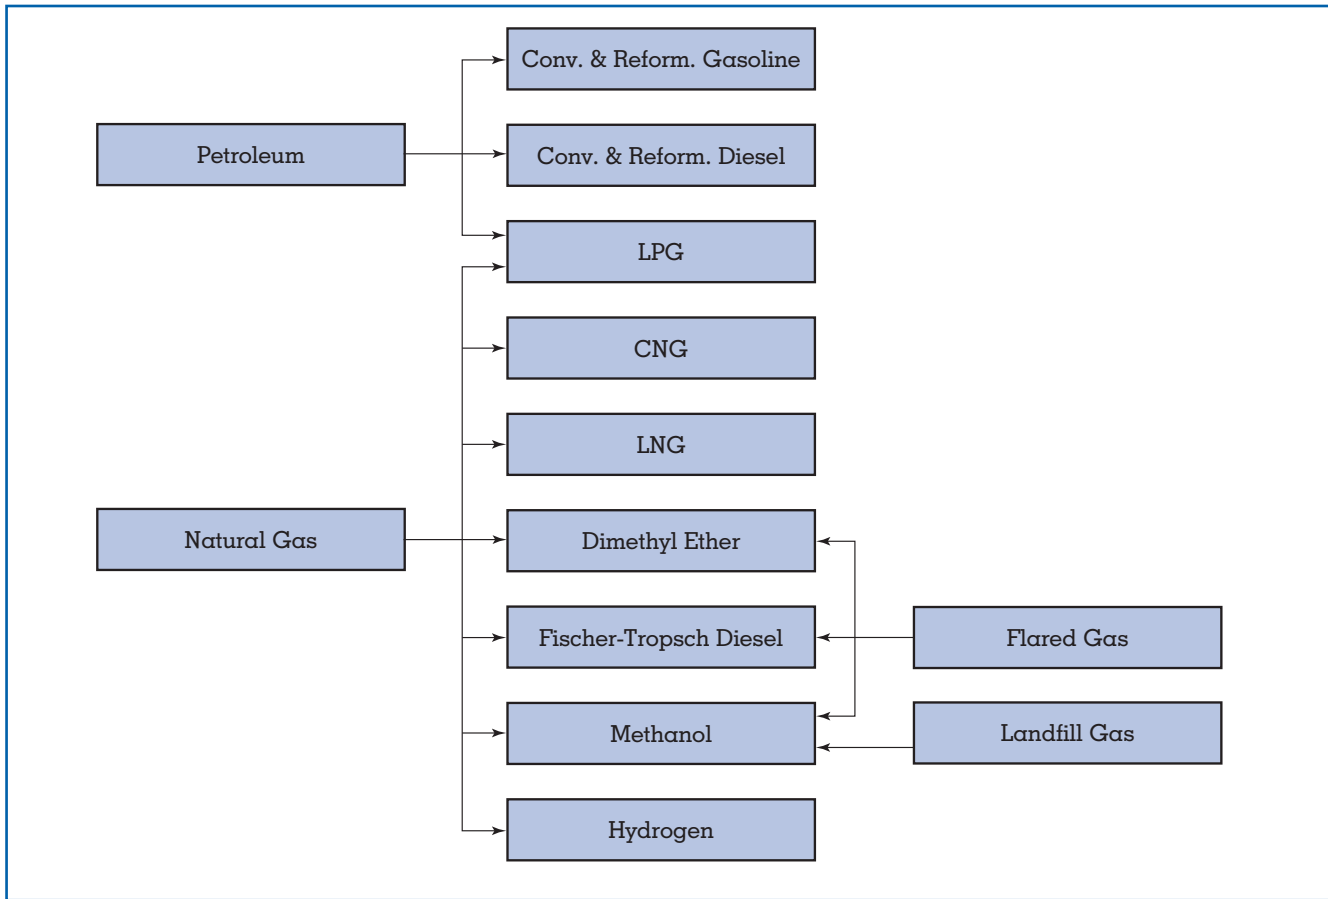 Conv. & Reform. Gasoline
Petroleum
Conv. & Reform. Diesel
LPG
CNG
LNG
Natural Gas
Dimethyl Ether
Fischer-Tropsch Diesel
Flared Gas
Methanol
Landfill Gas
Hydrogen